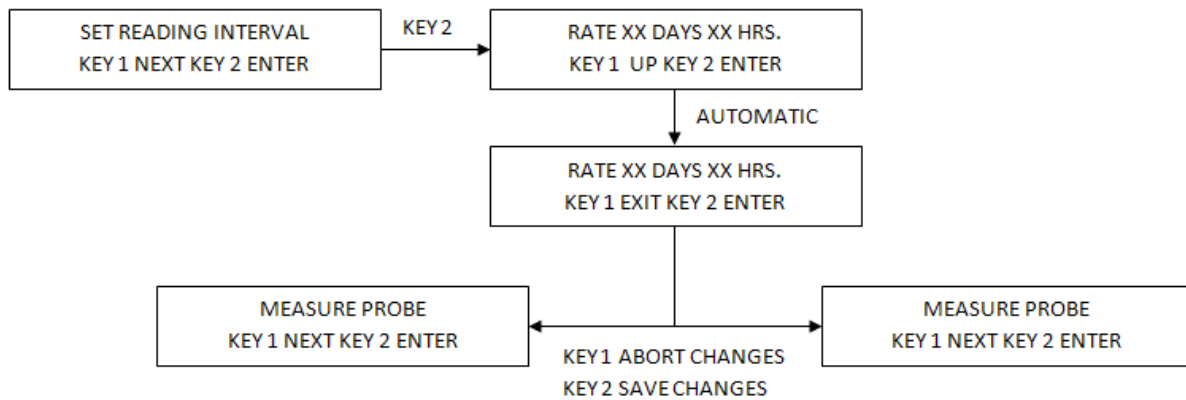 SET READING INTERVAL
KEY 1 NEXT KEY 2 ENTER
KEY 2
RATE XX DAYS XX HRS.
KEY 1 UP KEY 2 ENTER
AUTOMATIC
RATE XX DAYS XX HRS.
KEY 1 EXIT KEY 2 ENTER
MEASURE PROBE
KEY 1 NEXT KEY 2 ENTER
KEY 1 ABORT CHANGES
KEY 2 SAVE CHANGES
MEASURE PROBE
KEY 1 NEXT KEY 2 ENTER